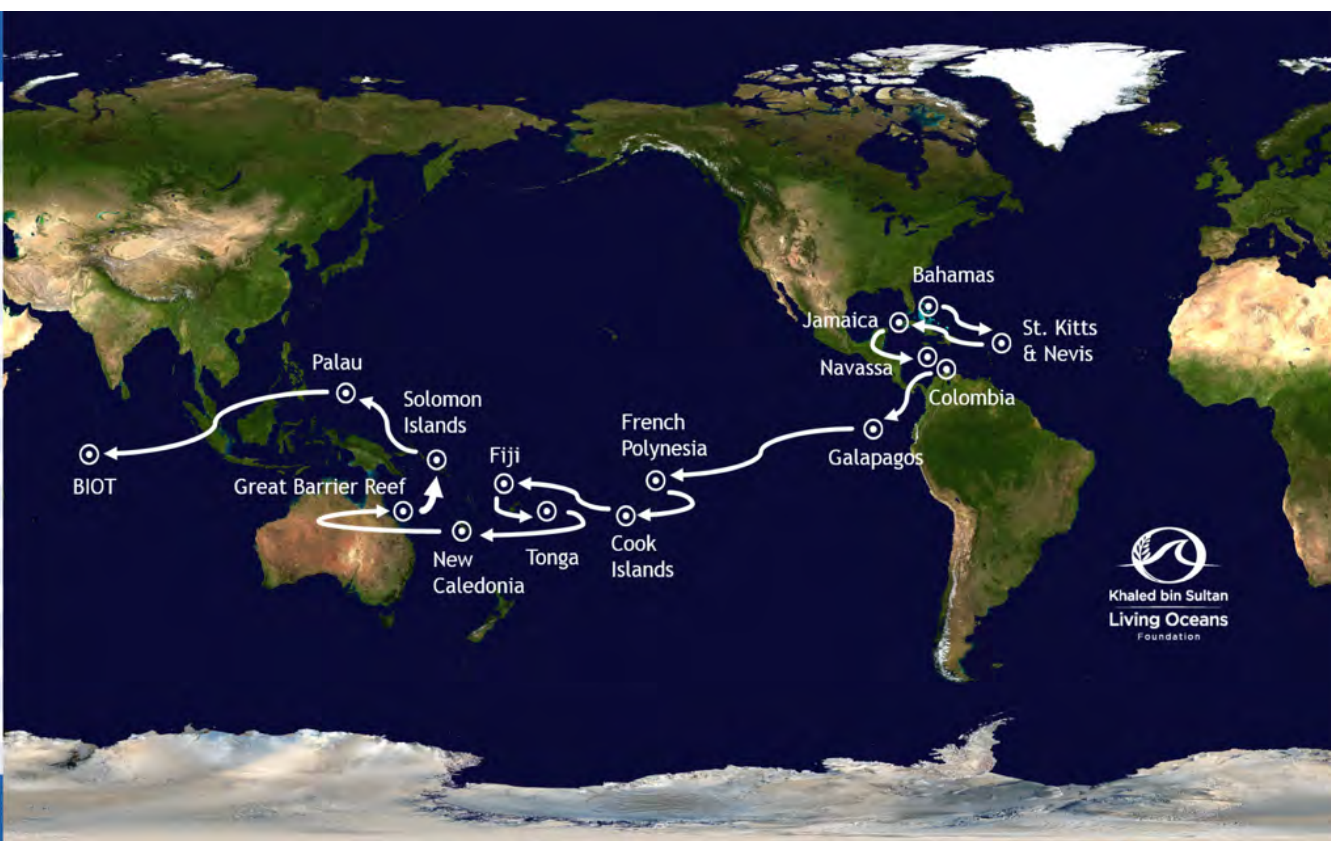 Bahamas
Jamaica
St. Kitts
& Nevis
Navassa
Colombia
Palau
Solomon
Islands
French
Polynesia
Fiji
Galapagos
BIOT
Great Barrier Reef
New
Caledonia
Tonga
Cook
Islands
Khaled bin Sultan
Living Oceans
Foundation